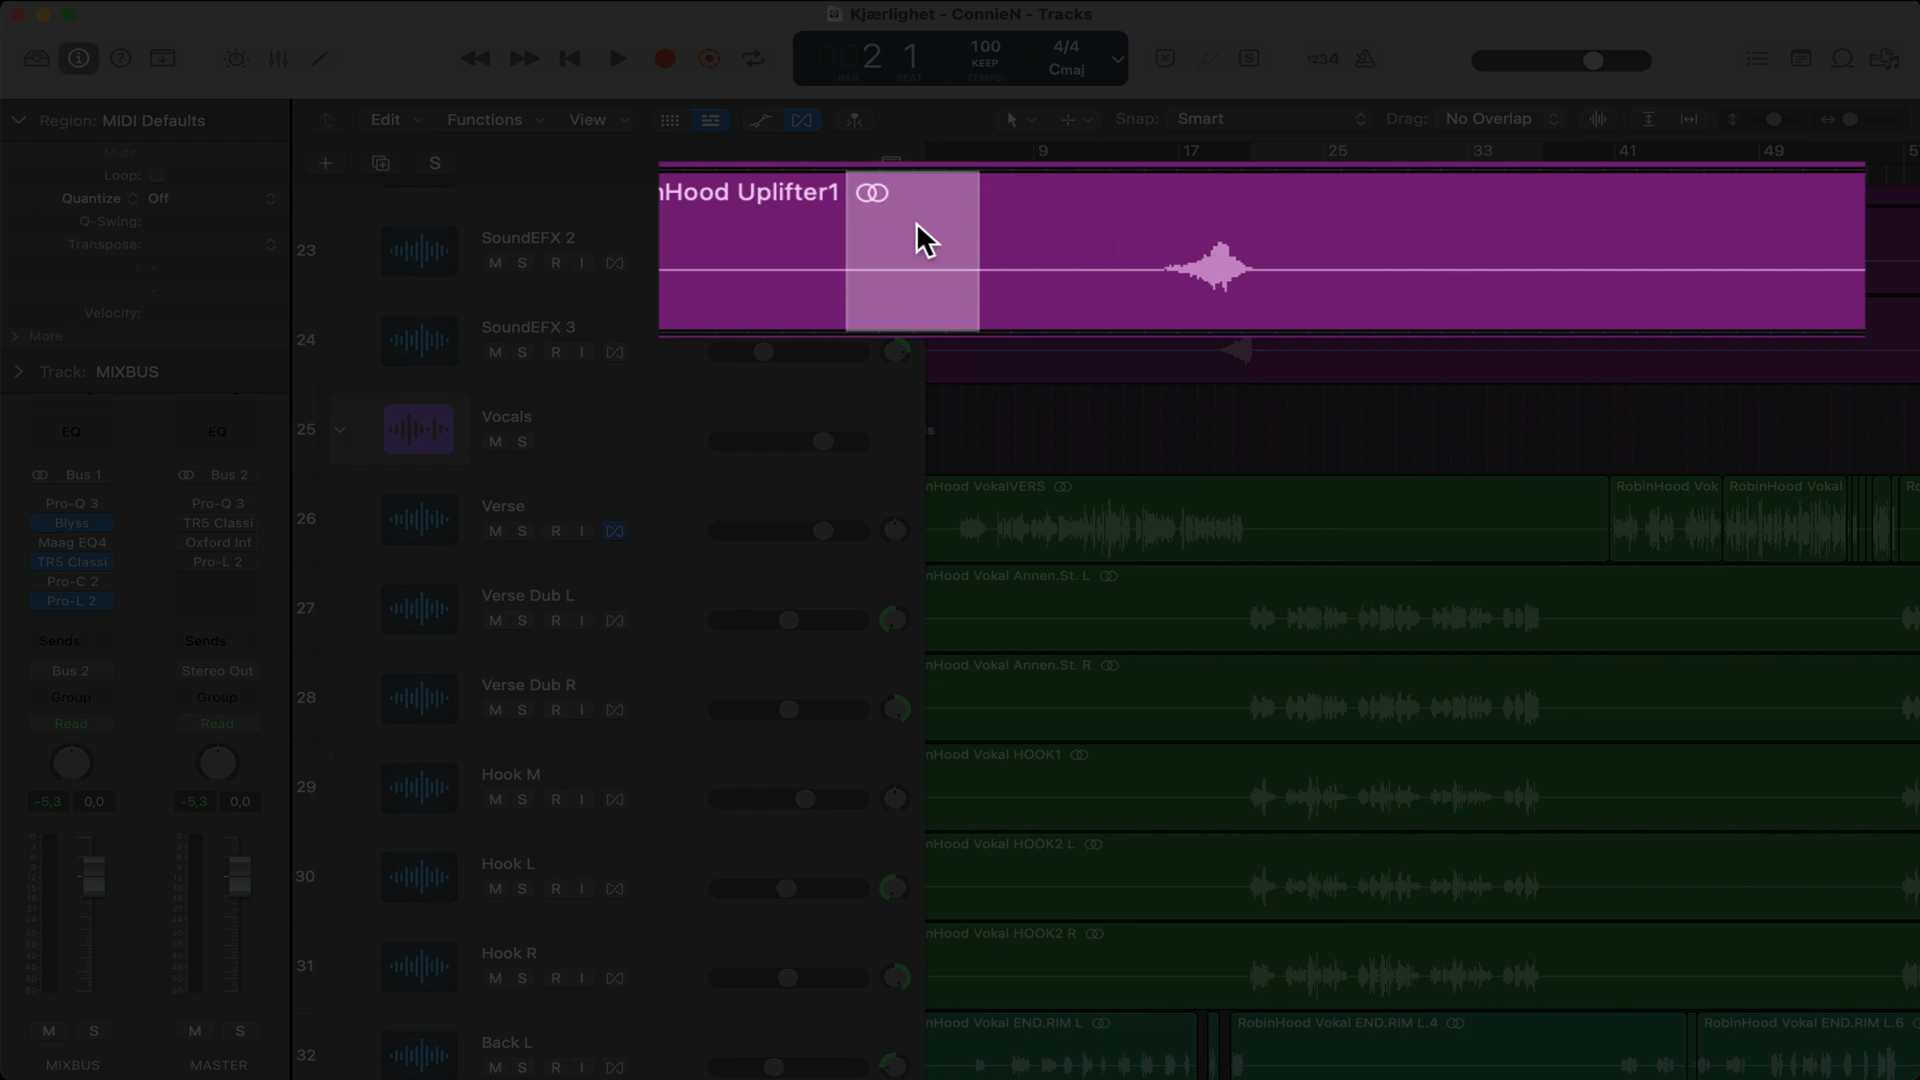 Kjærlighet - ConnieN - Tracks
002 1
BAR BEAT
100
KEEP
TEMPO
4/4
Cmaj
1234
Region: MIDI Defaults
Mute:
Loop:
Quantize Off
Q-Swing:
Transpose:
Velocity:
More
Track: MIXBUS
EQ EQ
Bus 1 Bus 2
Pro-Q 3 Pro-Q 3
Blyss TR5 Classi
Maag EQ4 Oxford Inf
TR5 Classi Pro-L 2
Pro-C 2
Pro-L 2
Sends Sends
Bus 2 Stereo Out
Group Group
Read Read
-5,3 0,0 -5,3 0,0
M S M S
MIXBUS MASTER
Edit Functions View
Snap: Smart
Drag: No Overlap
S
9 17 25 33 41 49
nHood Uplifter1
23 SoundEFX 2
M S R I
24 SoundEFX 3
M S R I
25 Vocals
M S
26 Verse
M S R I
nHood VokalVERS RobinHood Vok RobinHood Vokal
27 Verse Dub L
M S R I
nHood Vokal Annen.St. L
28 Verse Dub R
M S R I
nHood Vokal Annen.St. R
29 Hook M
M S R I
nHood Vokal HOOK1
30 Hook L
M S R I
nHood Vokal HOOK2 L
31 Hook R
M S R I
nHood Vokal HOOK2 R
32 Back L
M S R I
nHood Vokal END.RIM L RobinHood Vokal END.RIM L.4 RobinHood Vokal END.RIM L.6